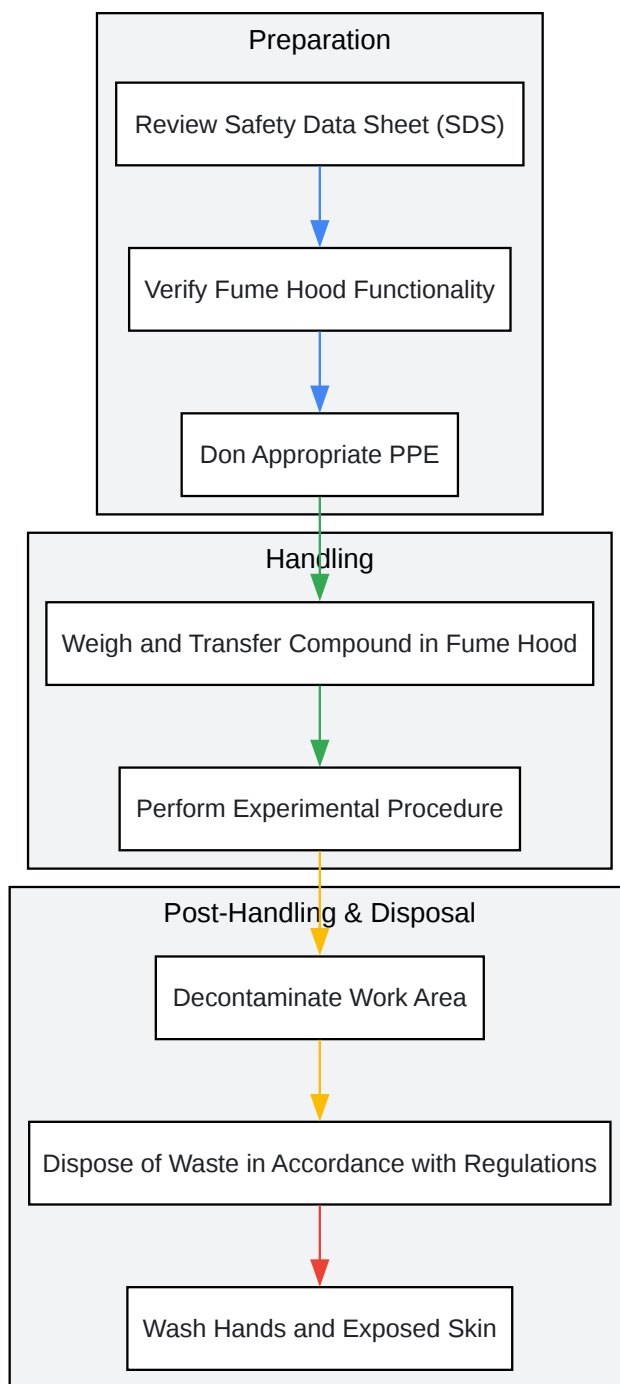 Preparation
Review Safety Data Sheet (SDS)
Verify Fume Hood Functionality
Don Appropriate PPE
Handling
Weigh and Transfer Compound in Fume Hood
Perform Experimental Procedure
Post-Handling & Disposal
Decontaminate Work Area
Dispose of Waste in Accordance with Regulations
Wash Hands and Exposed Skin